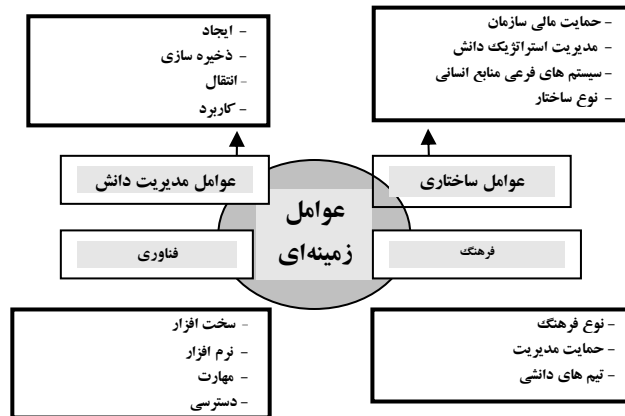 - حمایت مالی سازمان
- مدیریت استراتژیک دانش
- سیستم های فرعی منابع انسانی
- نوع ساختار
- ایجاد
- ذخیره سازی
- انتقال
- کاربرد
عوامل ساختاری
عوامل مدیریت دانش
عوامل
زمینه‌ای
فرهنگ
فناوری
- نوع فرهنگ
- حمایت مدیریت
- تیم های دانشی
- سخت افزار
- نرم افزار
- مهارت
- دسترسی